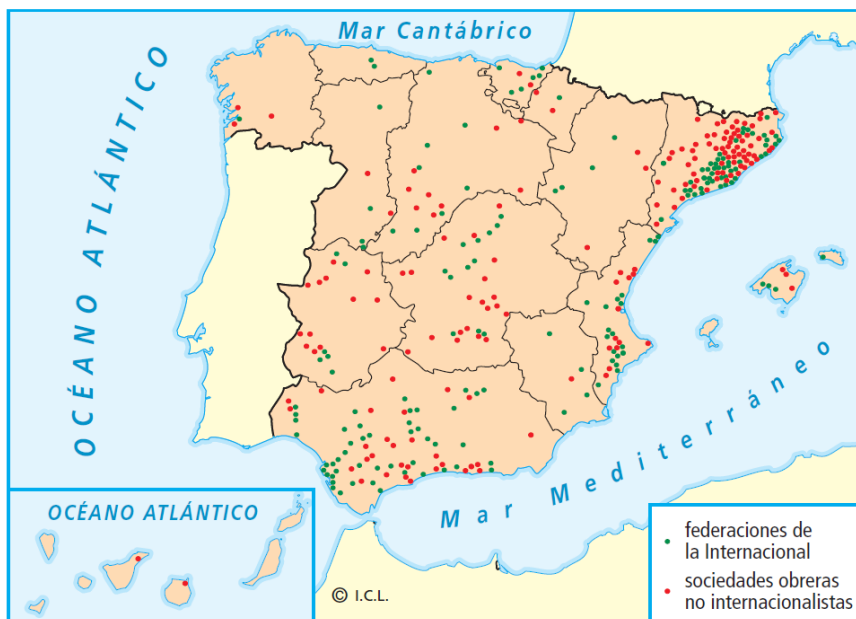 Mar Cantábrico
OCÉANO ATLÁNTICO
Mar Mediterráneo
OCÉANO ATLÁNTICO
© I.C.L.
federaciones de
la Internacional
sociedades obreras
no internacionalistas